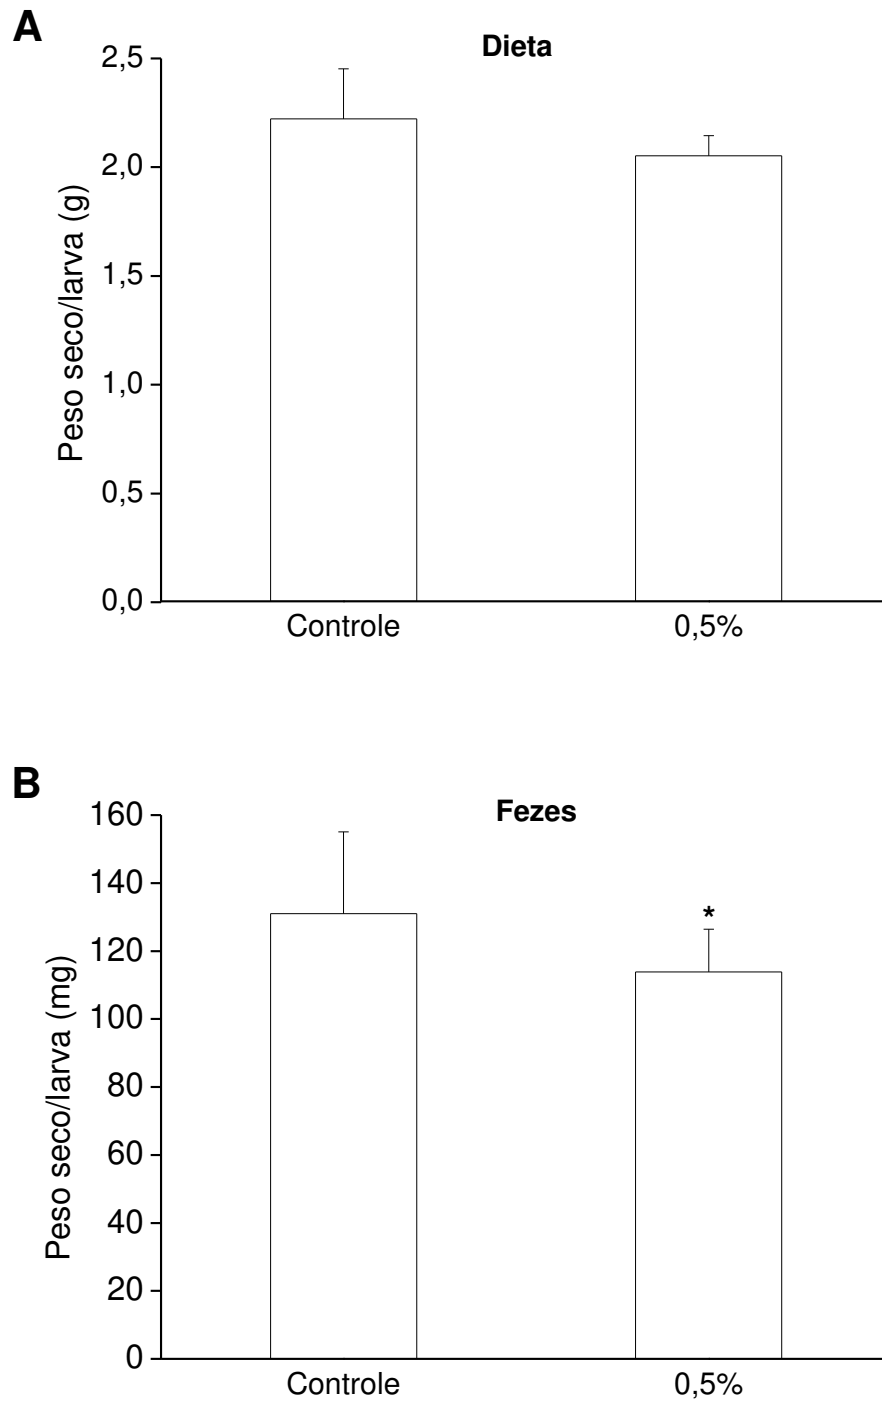 A
Dieta
2,5
2,0
1,5
1,0
0,5
0,0
Peso seco/larva (g)
Controle
0,5%
B
Fezes
160
140
120
100
80
60
40
20
0
Peso seco/larva (mg)
*
Controle
0,5%